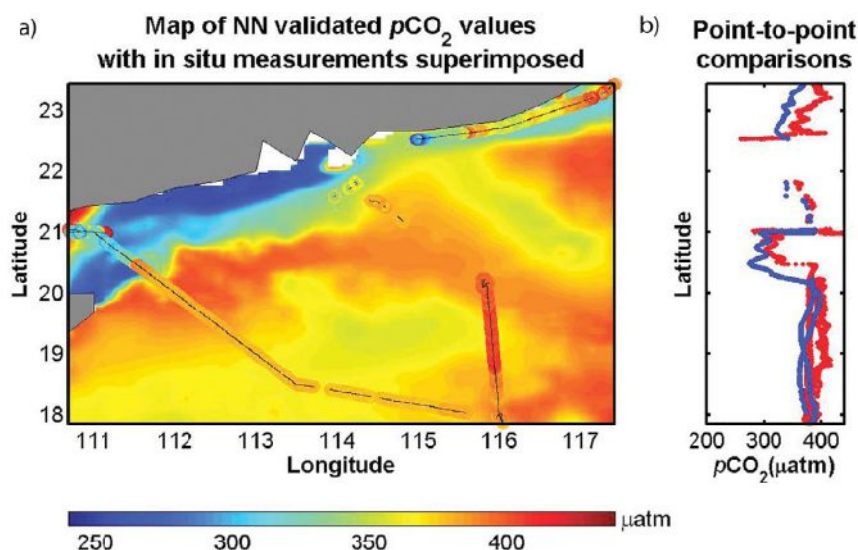 a)
Map of NN validated pCO₂ values
with in situ measurements superimposed
Latitude
23
22
21
20
19
18
111 112 113 114 115 116 117
Longitude
250 300 350 400
μatm
b)
Point-to-point
comparisons
Latitude
200 300 400
pCO₂(μatm)